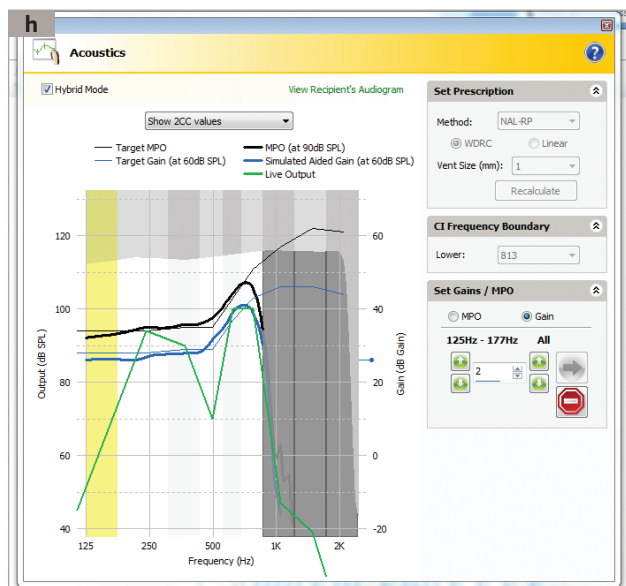 h
Acoustics
Hybrid Mode
View Recipient's Audiogram
Show 2CC values
Target MPO
MPO (at 90dB SPL)
Target Gain (at 60dB SPL)
Simulated Aided Gain (at 60dB SPL)
Live Output
120
100
80
60
40
Output (dB SPL)
60
40
20
0
-20
Gain (dB Gain)
125
250
500
1K
2K
Frequency (Hz)
Set Prescription
Method: NAL-RP
WDRC Linear
Vent Size (mm): 1
Recalculate
CI Frequency Boundary
Lower: 813
Set Gains / MPO
MPO Gain
125Hz - 177Hz All
2